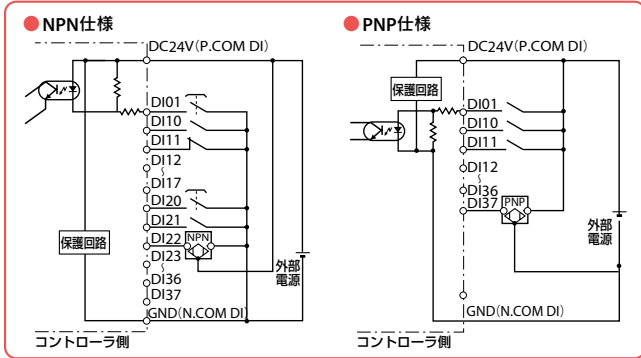 ● NPN仕様
DC24V(P.COM DI)
DI01
DI10
DI11
DI12
〜
DI17
DI20
DI21
DI22
NPN
DI23
〜
DI36
DI37
GND(N.COM DI)
保護回路
外部
電源
コントローラ側
● PNP仕様
DC24V(P.COM DI)
保護回路
DI01
DI10
DI11
DI12
〜
DI36
DI37
PNP
外部
電源
GND(N.COM DI)
コントローラ側